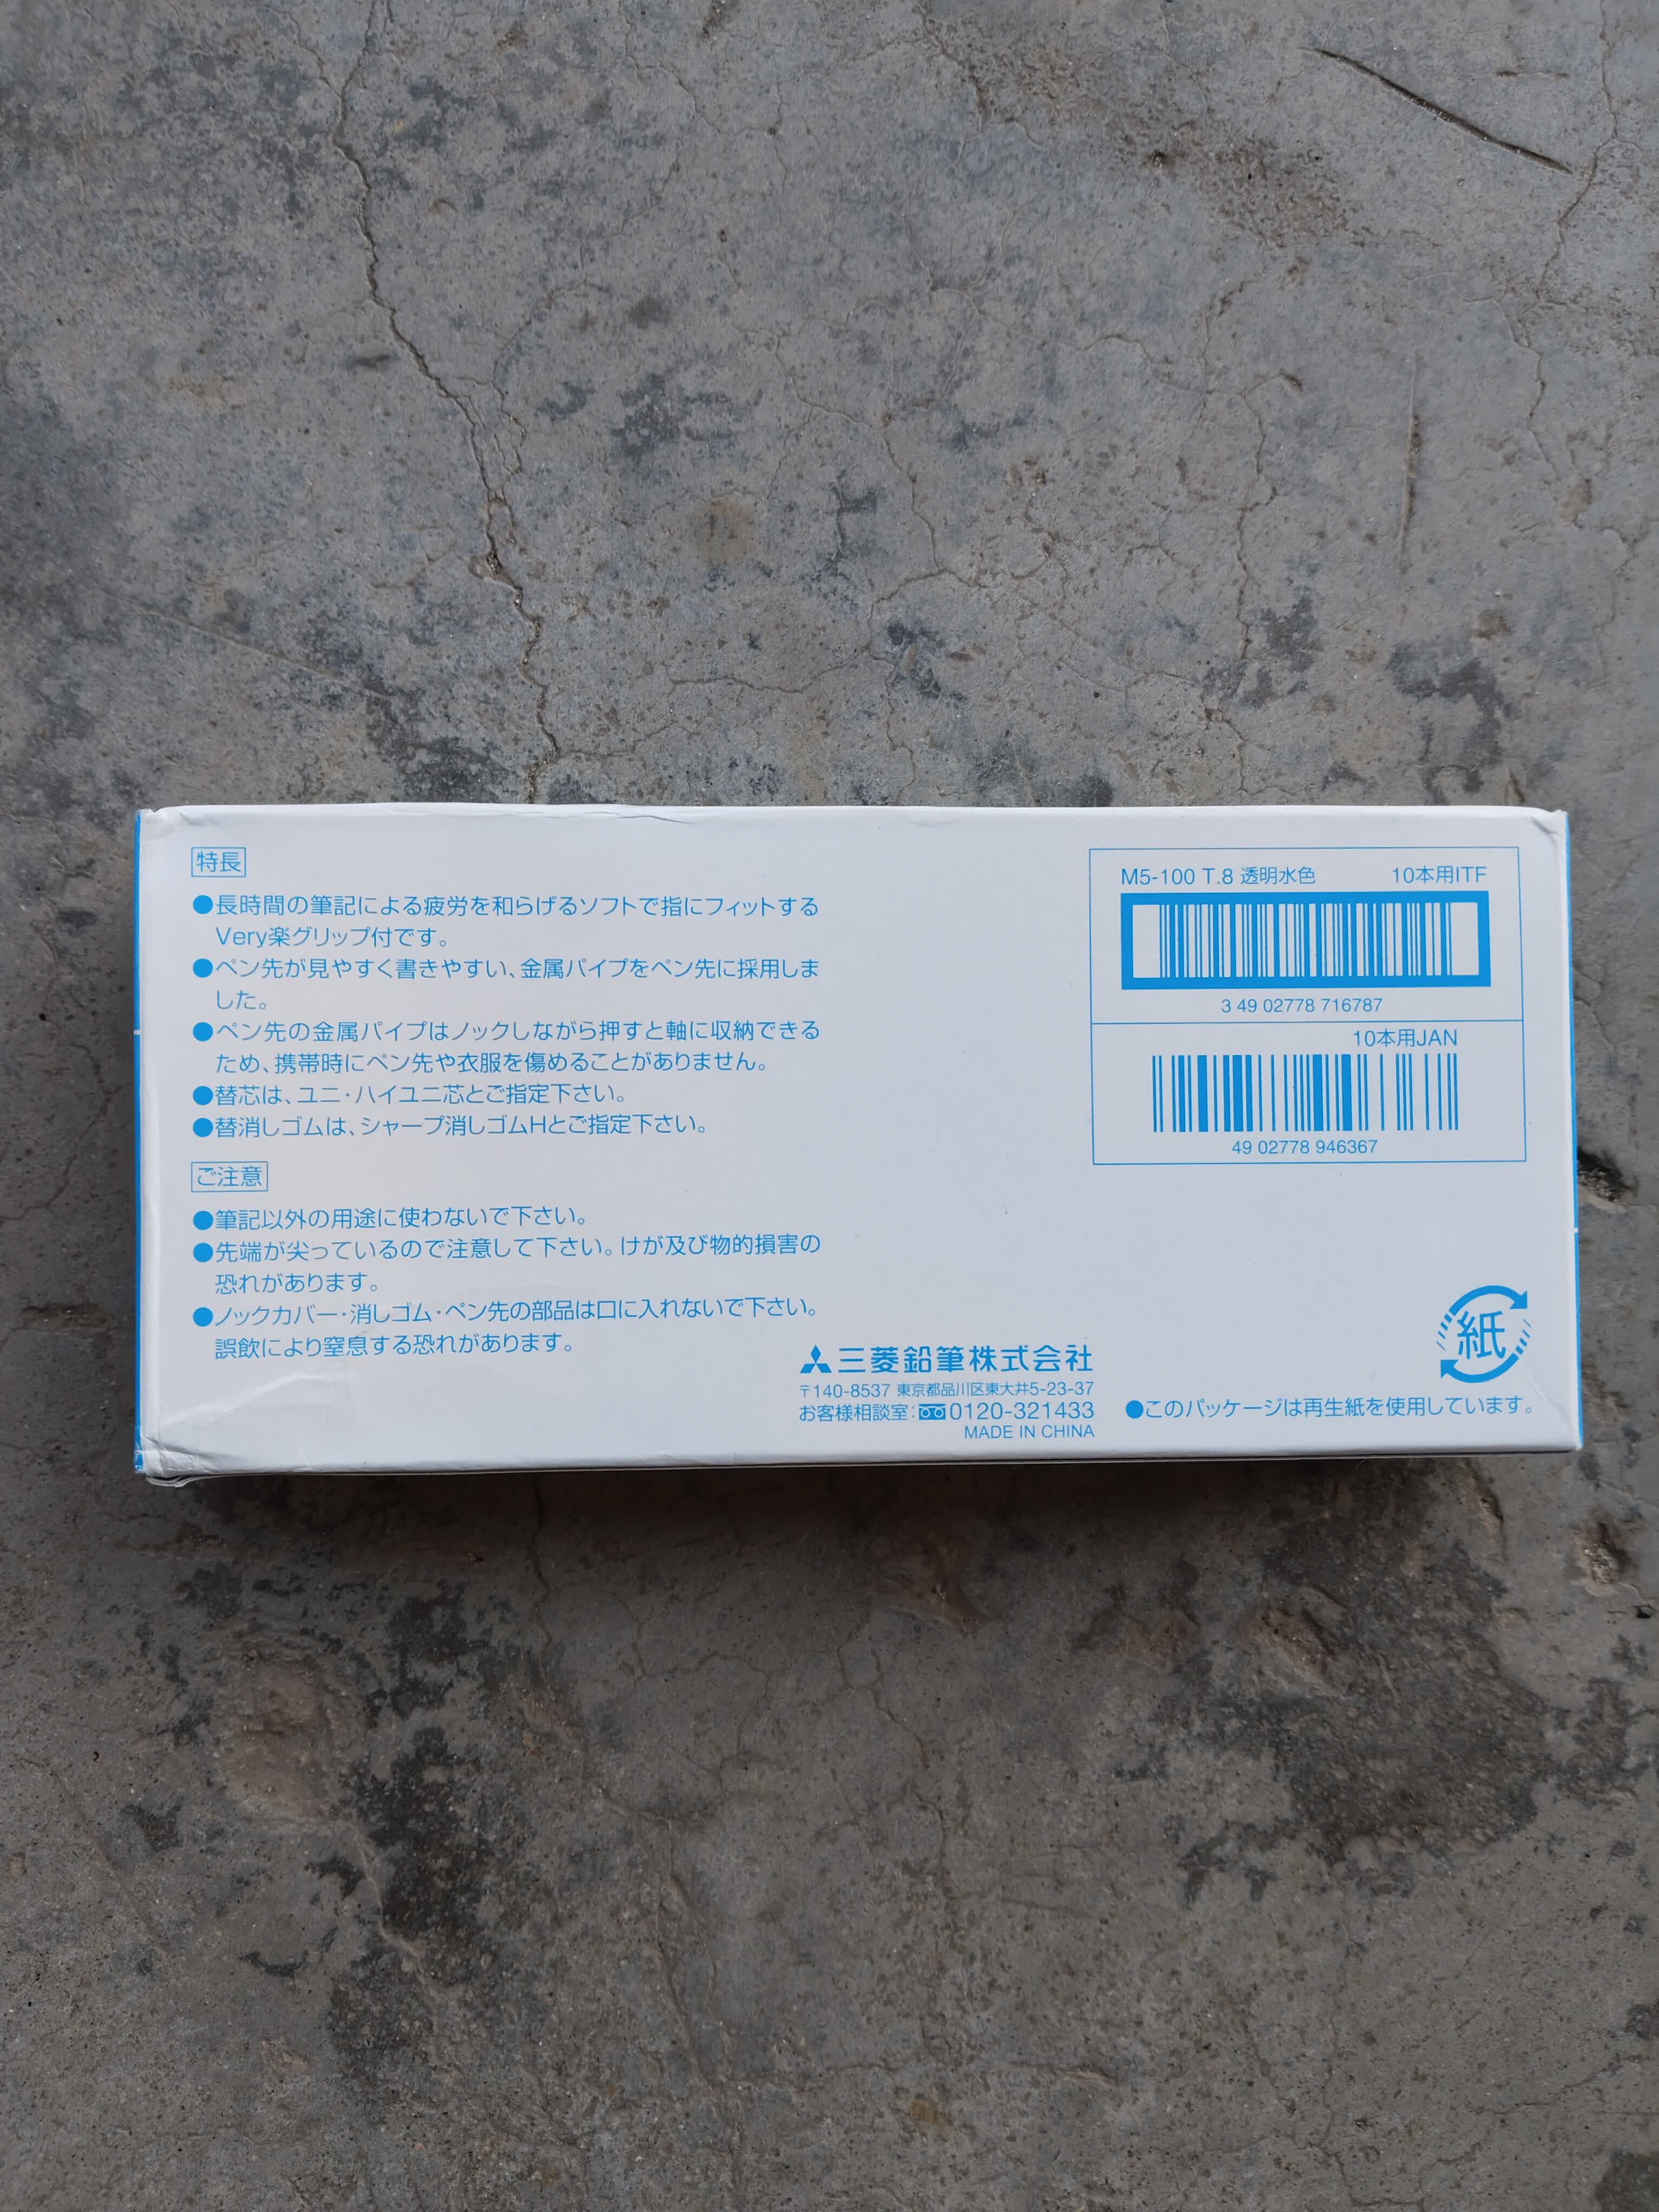 特長
●長時間の筆記による疲労を和らげるソフトで指にフィットする
Very楽グリップ付です。
●ペン先が見やすく書きやすい、金属パイプをペン先に採用しま
した。
●ペン先の金属パイプはノックしながら押すと軸に収納できる
ため、携帯時にペン先や衣服を傷めることがありません。
●替芯は、ユニ・ハイユニ芯とご指定下さい。
●替消しゴムは、シャープ消しゴムHとご指定下さい。
ご注意
●筆記以外の用途に使わないで下さい。
●先端が尖っているので注意して下さい。けが及び物的損害の
恐れがあります。
●ノックカバー・消しゴム・ペン先の部品は口に入れないで下さい。
誤飲により窒息する恐れがあります。
M5-100 T.8 透明水色 10本用ITF
3 49 02778 716787
10本用JAN
49 02778 946367
三菱鉛筆株式会社
〒140-8537 東京都品川区東大井5-23-37
お客様相談室:0120-321433
MADE IN CHINA
紙
●このパッケージは再生紙を使用しています。